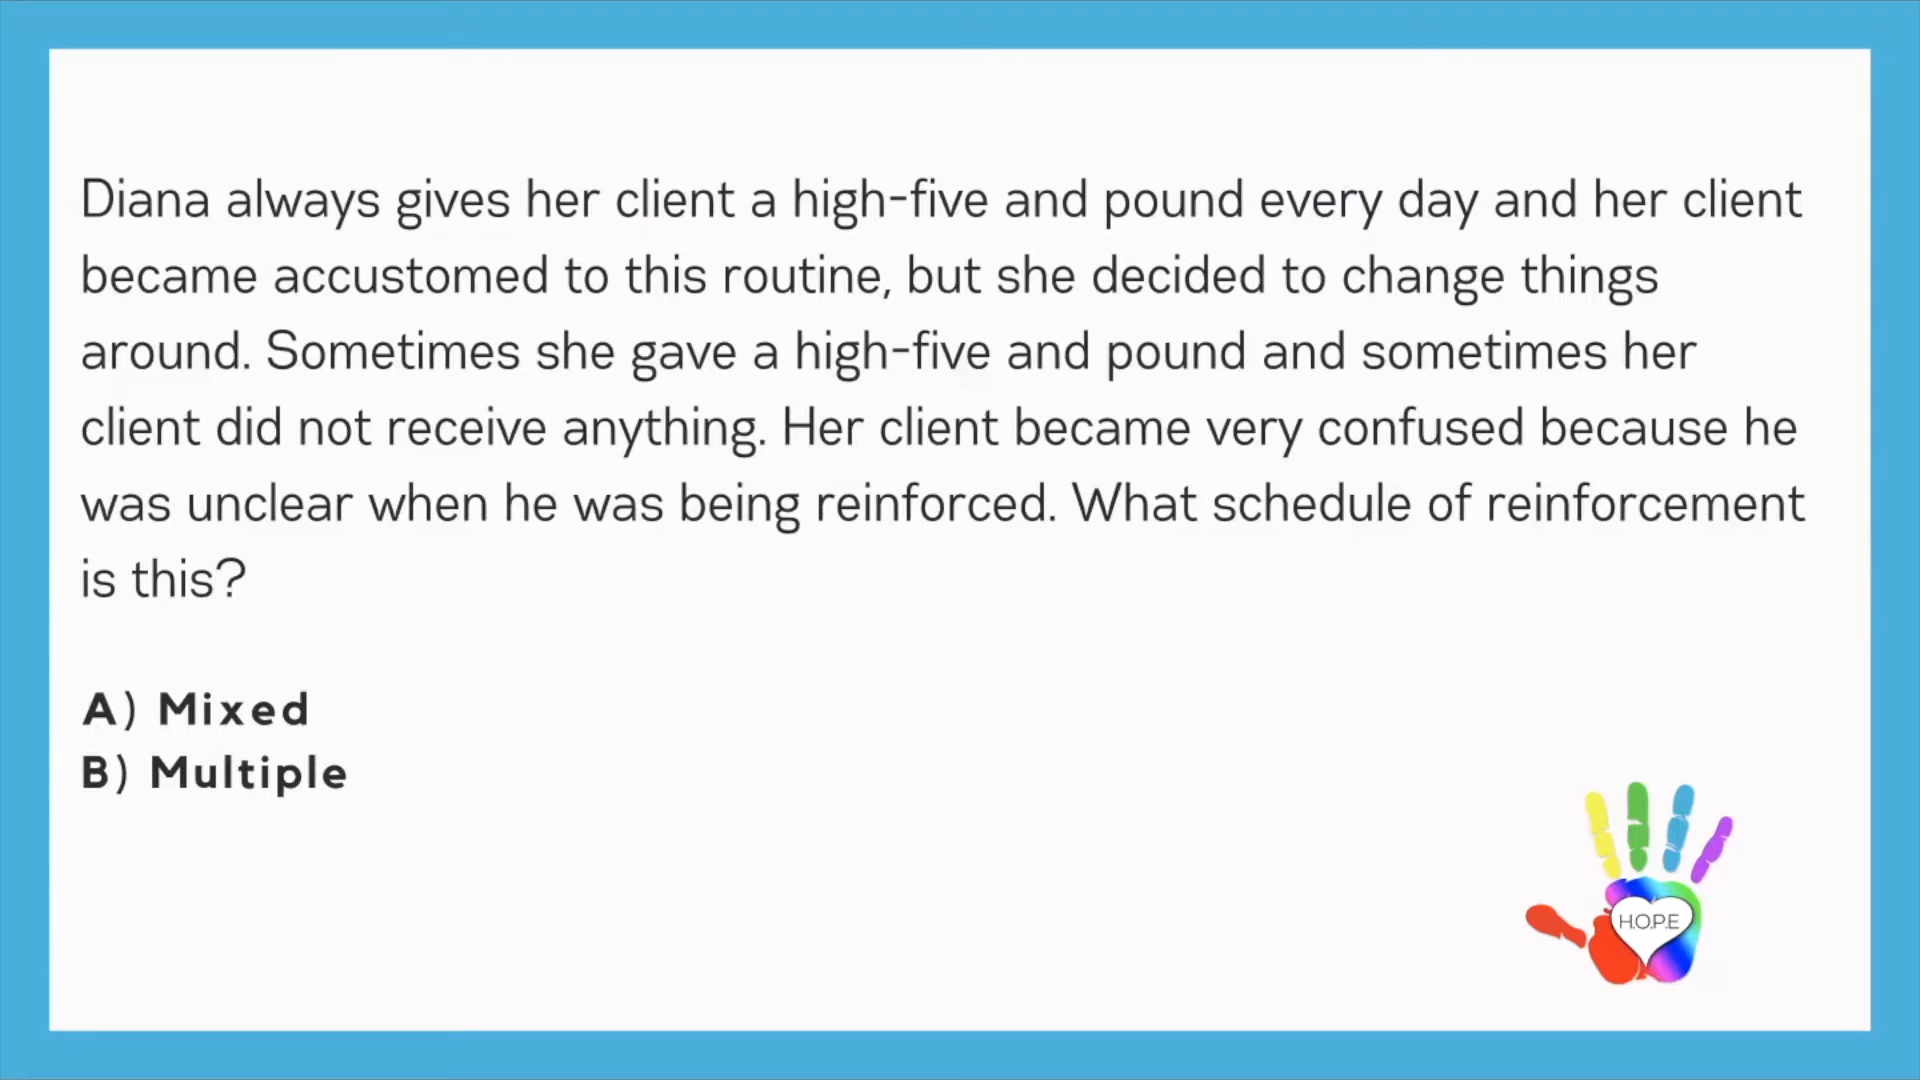 Diana always gives her client a high-five and pound every day and her client
became accustomed to this routine, but she decided to change things
around. Sometimes she gave a high-five and pound and sometimes her
client did not receive anything. Her client became very confused because he
was unclear when he was being reinforced. What schedule of reinforcement
is this?
A) Mixed
B) Multiple
H.O.P.E